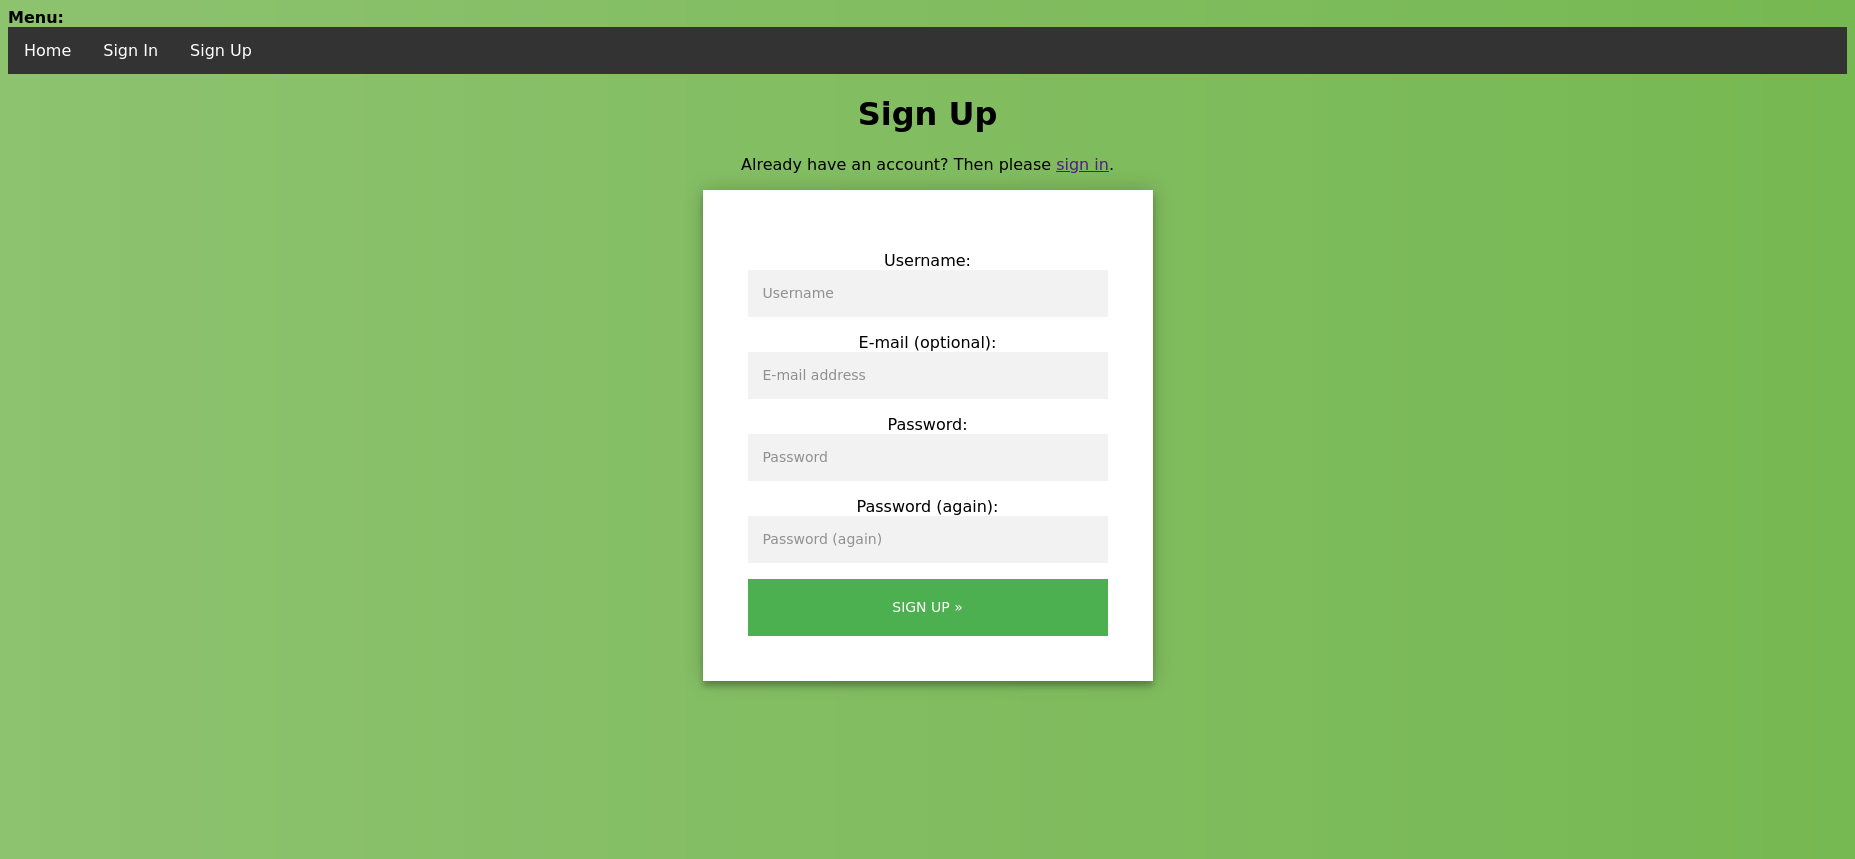 Menu:
Home Sign In Sign Up
Sign Up
Already have an account? Then please sign in.
Username:
Username
E-mail (optional):
E-mail address
Password:
Password
Password (again):
Password (again)
SIGN UP »